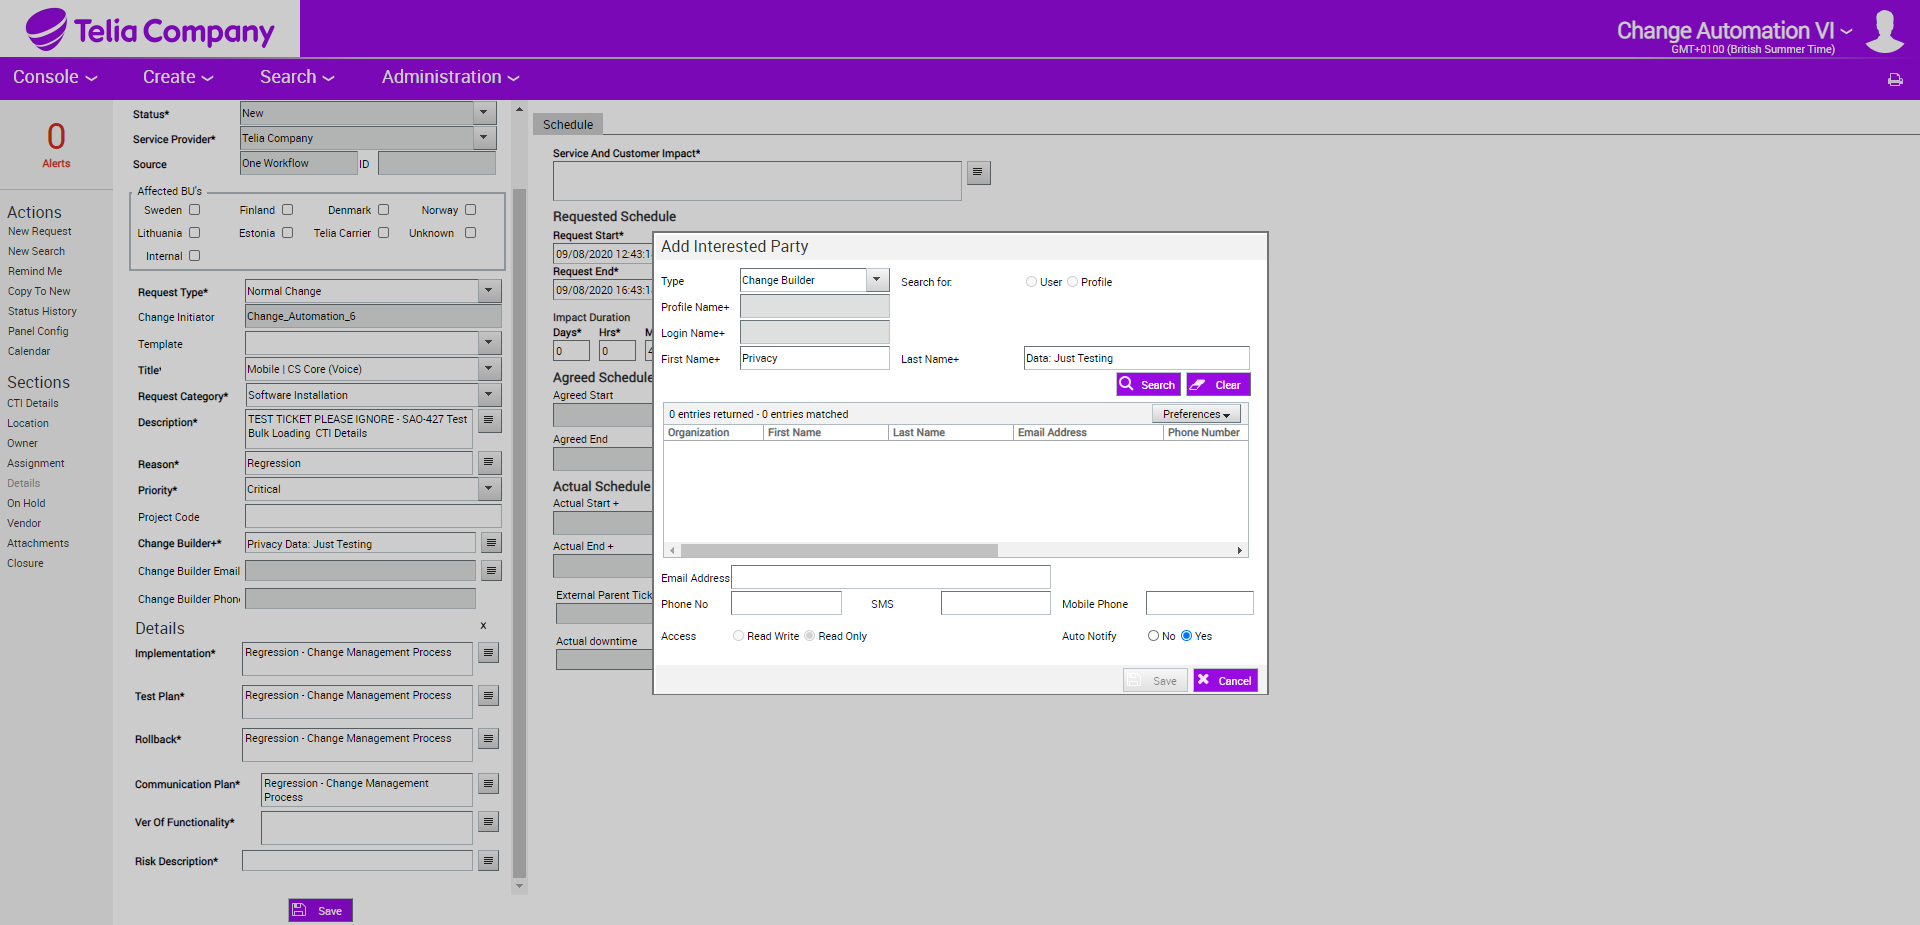 Telia Company
Change Automation VI
GMT+0100 (British Summer Time)
Console
Create
Search
Administration
0
Alerts
Actions
New Request
New Search
Remind Me
Copy To New
Status History
Panel Config
Calendar
Sections
CTI Details
Location
Owner
Assignment
Details
On Hold
Vendor
Attachments
Closure
Status* New
Service Provider* Telia Company
Source One Workflow ID
Affected BU's
Sweden Finland Denmark Norway
Lithuania Estonia Telia Carrier Unknown
Internal
Request Type* Normal Change
Change Initiator Change_Automation_6
Template
Title' Mobile | CS Core (Voice)
Request Category* Software Installation
Description* TEST TICKET PLEASE IGNORE - SAO-427 Test
Bulk Loading CTI Details
Reason* Regression
Priority* Critical
Project Code
Change Builder+* Privacy Data: Just Testing
Change Builder Email
Change Builder Phon
Details x
Implementation* Regression - Change Management Process
Test Plan* Regression - Change Management Process
Rollback* Regression - Change Management Process
Communication Plan* Regression - Change Management
Process
Ver Of Functionality*
Risk Description*
Save
Schedule
Service And Customer Impact*
Requested Schedule
Request Start*
09/08/2020 12:43:1
Request End*
09/08/2020 16:43:1
Impact Duration
Days* Hrs* M
0 0 4
Agreed Schedule
Agreed Start
Agreed End
Actual Schedule
Actual Start +
Actual End +
External Parent Tick
Actual downtime
Add Interested Party
Type Change Builder Search for: User Profile
Profile Name+
Login Name+
First Name+ Privacy Last Name+ Data: Just Testing
Search Clear
0 entries returned - 0 entries matched Preferences
Organization First Name Last Name Email Address Phone Number
Email Address
Phone No SMS Mobile Phone
Access Read Write Read Only Auto Notify No Yes
Save Cancel